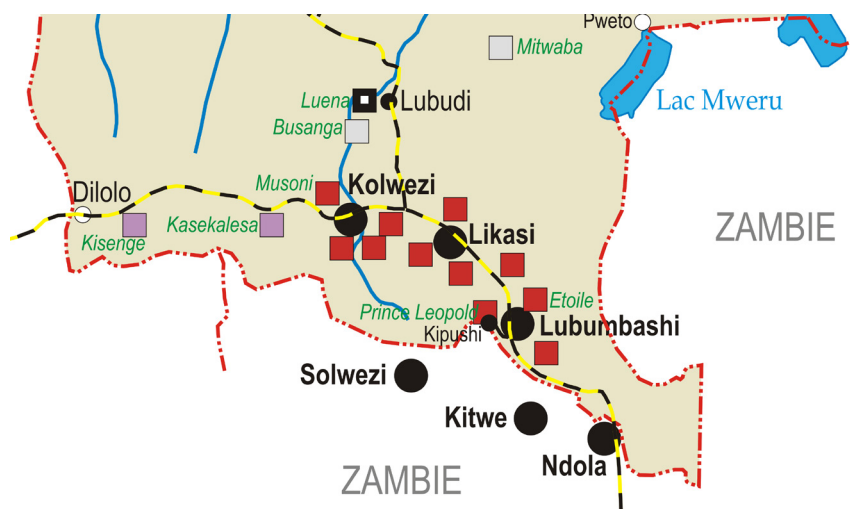 Pweto
Mitwaba
Lac Mweru
Luena
Lubudi
Busanga
Musoni
Kolwezi
Dilolo
Kasekalesa
Kisenge
Likasi
ZAMBIE
Prince Leopold
Etoile
Kipushi
Lubumbashi
Solwezi
Kitwe
Ndola
ZAMBIE